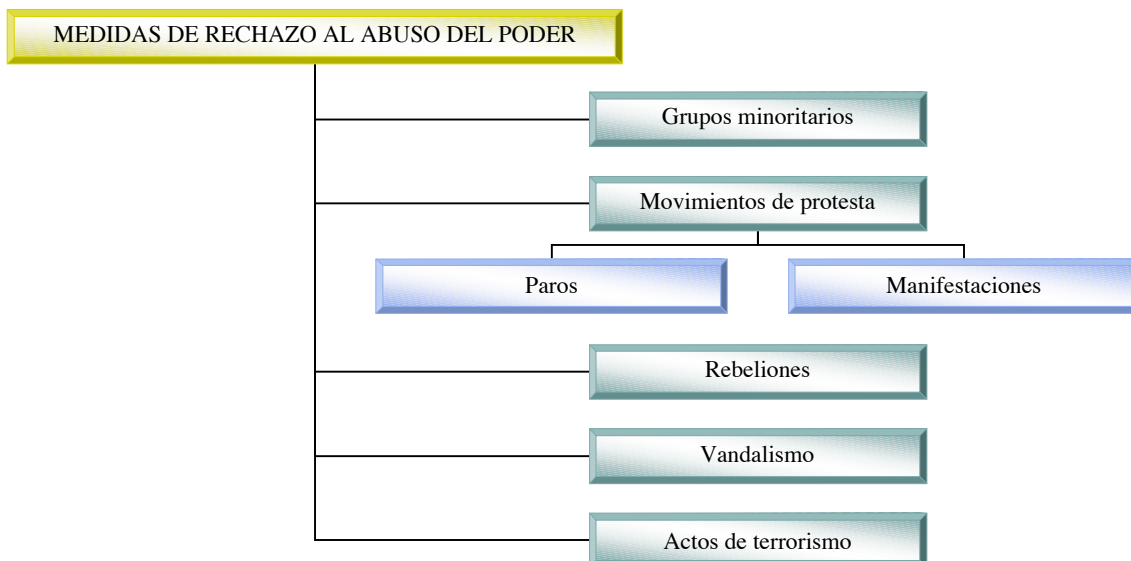 MEDIDAS DE RECHAZO AL ABUSO DEL PODER
Grupos minoritarios
Movimientos de protesta
Paros
Manifestaciones
Rebeliones
Vandalismo
Actos de terrorismo